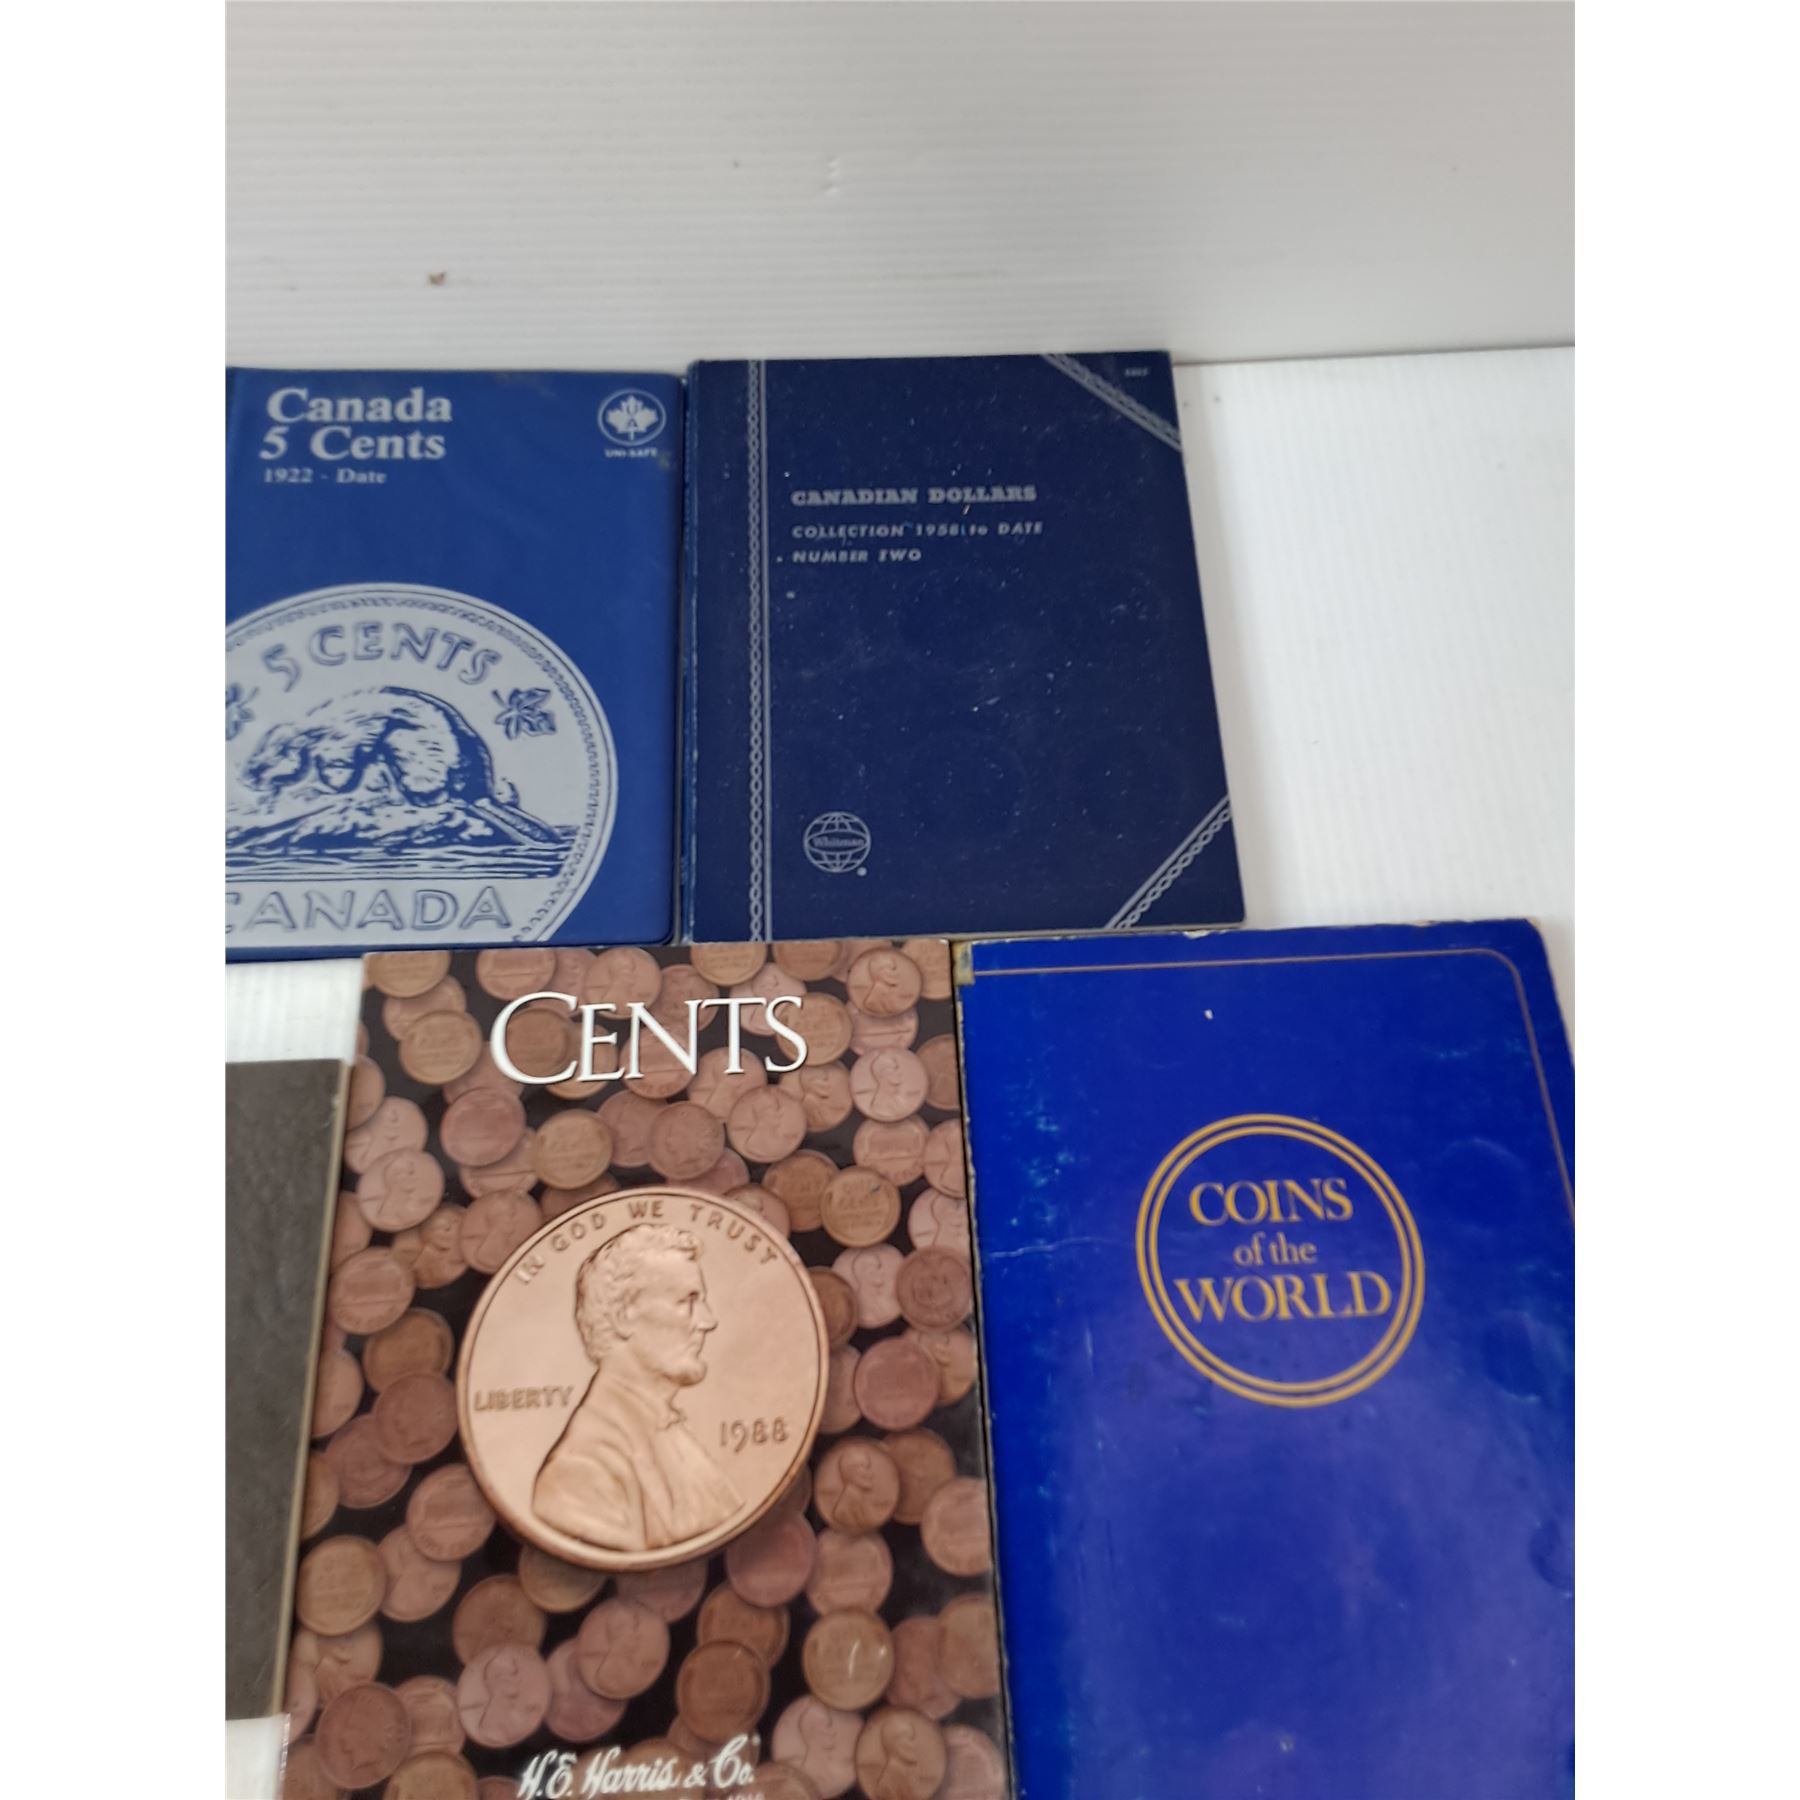 Canada
5 Cents
1922 - Date
UNI-SAFE
5 CENTS
CANADA
CANADIAN DOLLARS
COLLECTION 1958 to DATE
NUMBER TWO
Whitman
CENTS
IN GOD WE TRUST
LIBERTY
1988
H.E. Harris & Co.
COINS
of the
WORLD